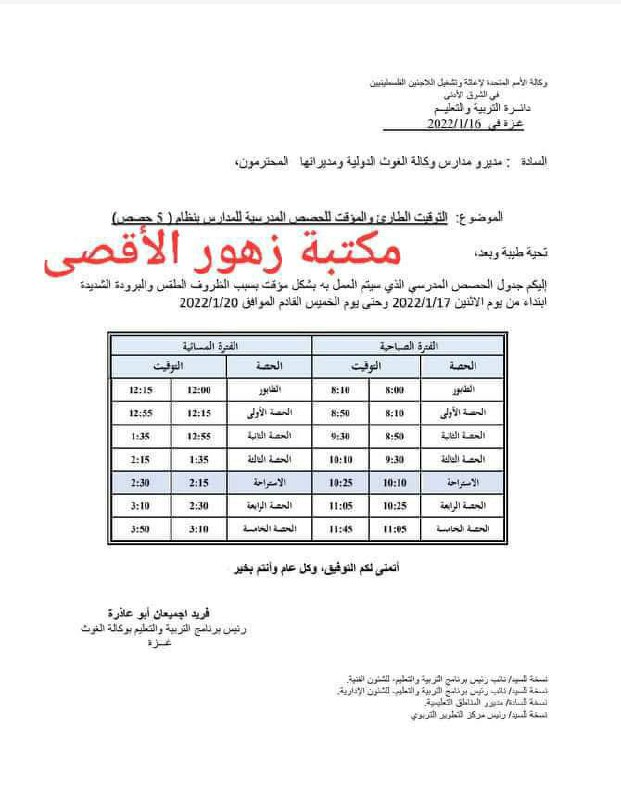 وكالة الأمم المتحدة لإغاثة وتشغيل اللاجئين الفلسطينيين
في الشرق الأدنى
دائرة التربية والتعليم
غزة في 2022/1/16
السادة : مديرو مدارس وكالة الغوث الدولية ومديراتها المحترمون،
الموضوع: التوقيت الطارئ والمؤقت للحصص المدرسية للمدارس بنظام ( 5 حصص)
تحية طيبة وبعد،
مكتبة زهور الأقصى
إليكم جدول الحصص المدرسي الذي سيتم العمل به بشكل مؤقت بسبب الظروف الطقس والبرودة الشديدة
ابتداء من يوم الاثنين 2022/1/17 وحتى يوم الخميس القادم الموافق 2022/1/20
الفترة الصباحية الفترة المسائية
الحصة التوقيت الحصة التوقيت
الطابور 8:00 8:10 الطابور 12:00 12:15
الحصة الأولى 8:10 8:50 الحصة الأولى 12:15 12:55
الحصة الثانية 8:50 9:30 الحصة الثانية 12:55 1:35
الحصة الثالثة 9:30 10:10 الحصة الثالثة 1:35 2:15
الاستراحة 10:10 10:25 الاستراحة 2:15 2:30
الحصة الرابعة 10:25 11:05 الحصة الرابعة 2:30 3:10
الحصة الخامسة 11:05 11:45 الحصة الخامسة 3:10 3:50
أتمنى لكم التوفيق، وكل عام وأنتم بخير
فريد اجميعان أبو عاذرة
رئيس برنامج التربية والتعليم بوكالة الغوث
غـــزة
نسخة للسيد/ نائب رئيس برنامج التربية والتعليم، للشئون الفنية.
نسخة للسيد/ نائب رئيس برنامج التربية والتعليم، للشئون الإدارية.
نسخة للسادة/ مديرو المناطق التعليمية.
نسخة للسيد/ رئيس مركز التطوير التربوي